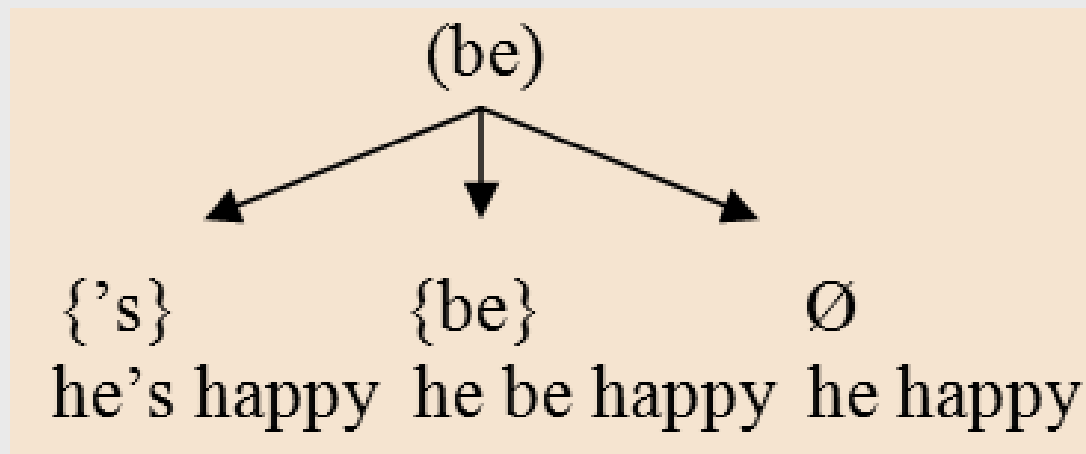 (be)
{’s} {be} Ø
he’s happy he be happy he happy